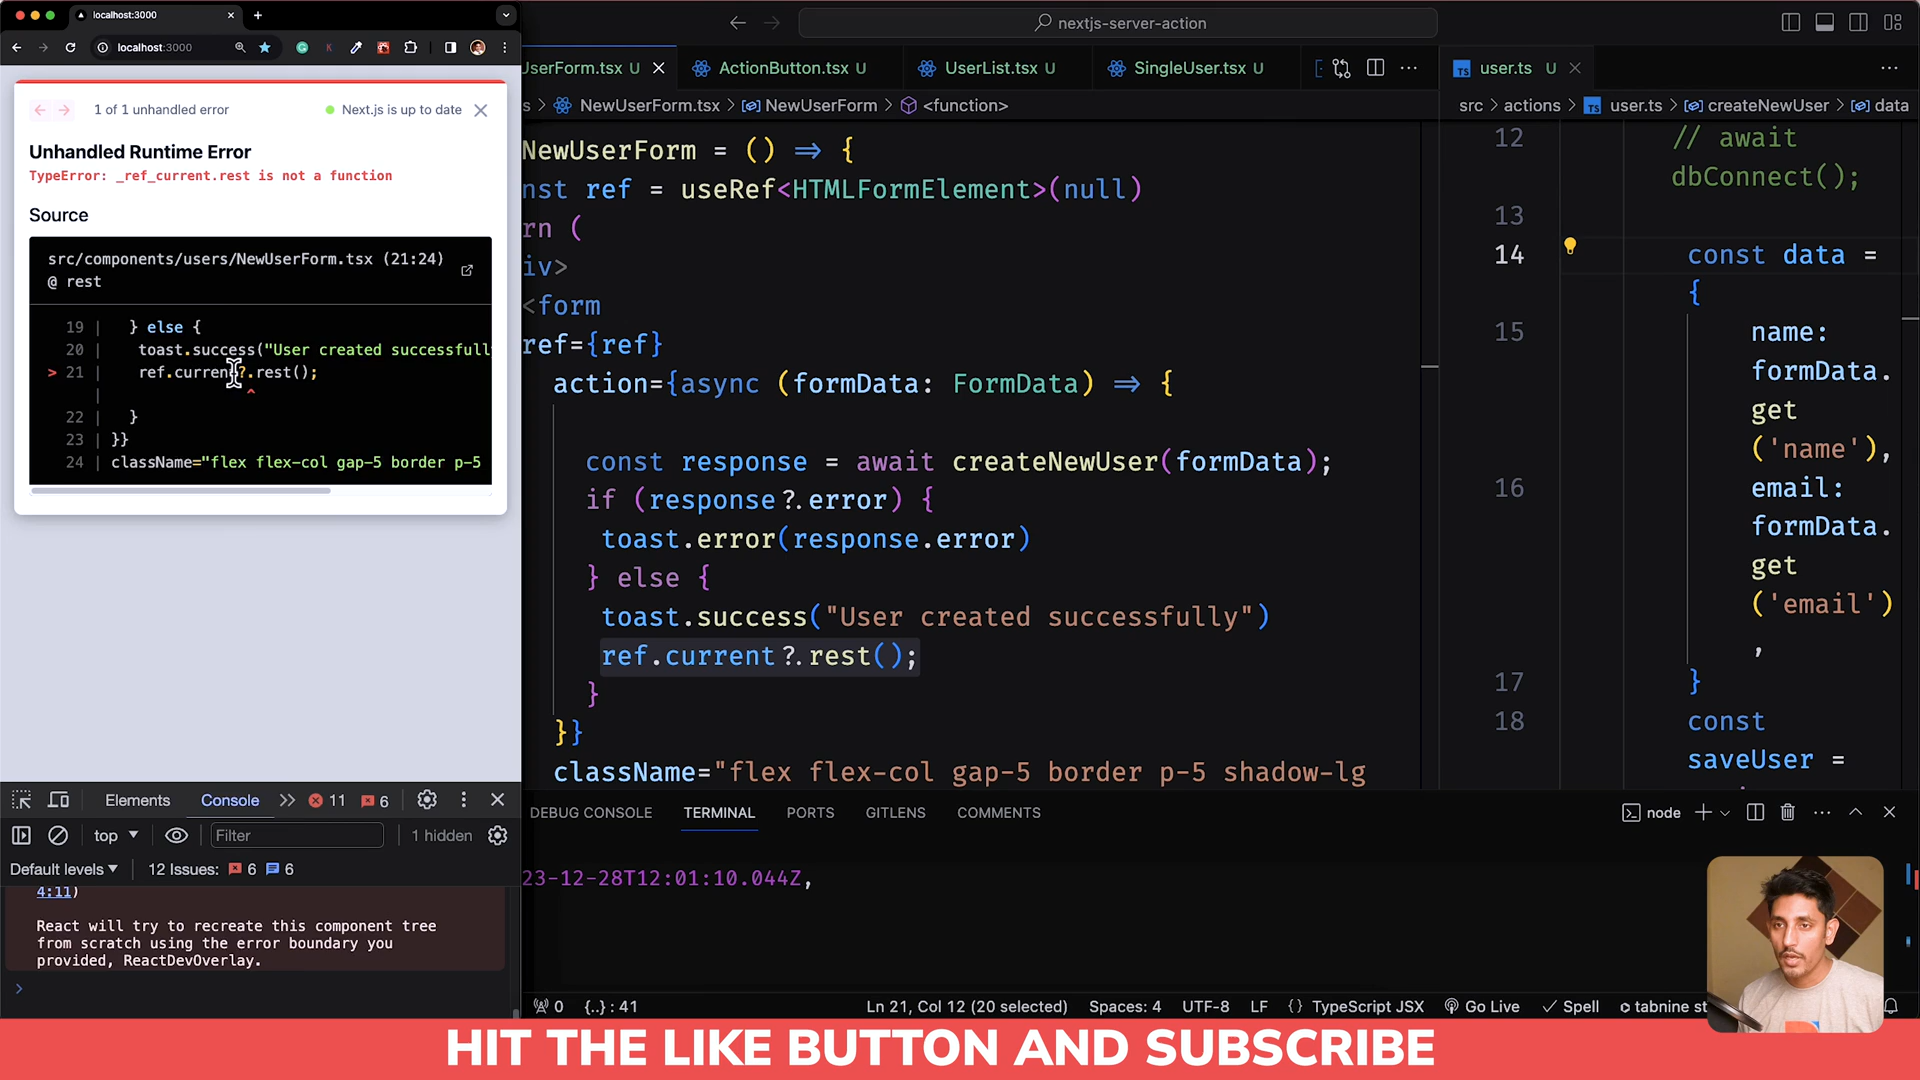 localhost:3000
localhost:3000
1 of 1 unhandled error
Next.js is up to date
Unhandled Runtime Error
TypeError: _ref_current.rest is not a function
Source
src/components/users/NewUserForm.tsx (21:24)
@ rest
19 | } else {
20 | toast.success("User created successfully
> 21 | ref.current?.rest();
| ^
22 | }
23 | }}
24 | className="flex flex-col gap-5 border p-5
Elements
Console
11
6
top
Filter
1 hidden
Default levels
12 Issues:
6
6
4:11)
React will try to recreate this component tree
from scratch using the error boundary you
provided, ReactDevOverlay.
>
nextjs-server-action
UserForm.tsx U
ActionButton.tsx U
UserList.tsx U
SingleUser.tsx U
s > NewUserForm.tsx > NewUserForm > <function>
NewUserForm = () => {
nst ref = useRef<HTMLFormElement>(null)
rn (
iv>
<form
ref={ref}
action={async (formData: FormData) => {
const response = await createNewUser(formData);
if (response?.error) {
toast.error(response.error)
} else {
toast.success("User created successfully")
ref.current?.rest();
}
}}
className="flex flex-col gap-5 border p-5 shadow-lg
TS user.ts U
src > actions > TS user.ts > createNewUser > data
12 // await
dbConnect();
13
14 const data =
{
15 name:
formData.
get
('name'),
16 email:
formData.
get
('email')
,
17 }
18 const
saveUser =
DEBUG CONSOLE
TERMINAL
PORTS
GITLENS
COMMENTS
node
23-12-28T12:01:10.044Z,
0
{..} : 41
Ln 21, Col 12 (20 selected)
Spaces: 4
UTF-8
LF
{} TypeScript JSX
Go Live
Spell
tabnine st
HIT THE LIKE BUTTON AND SUBSCRIBE